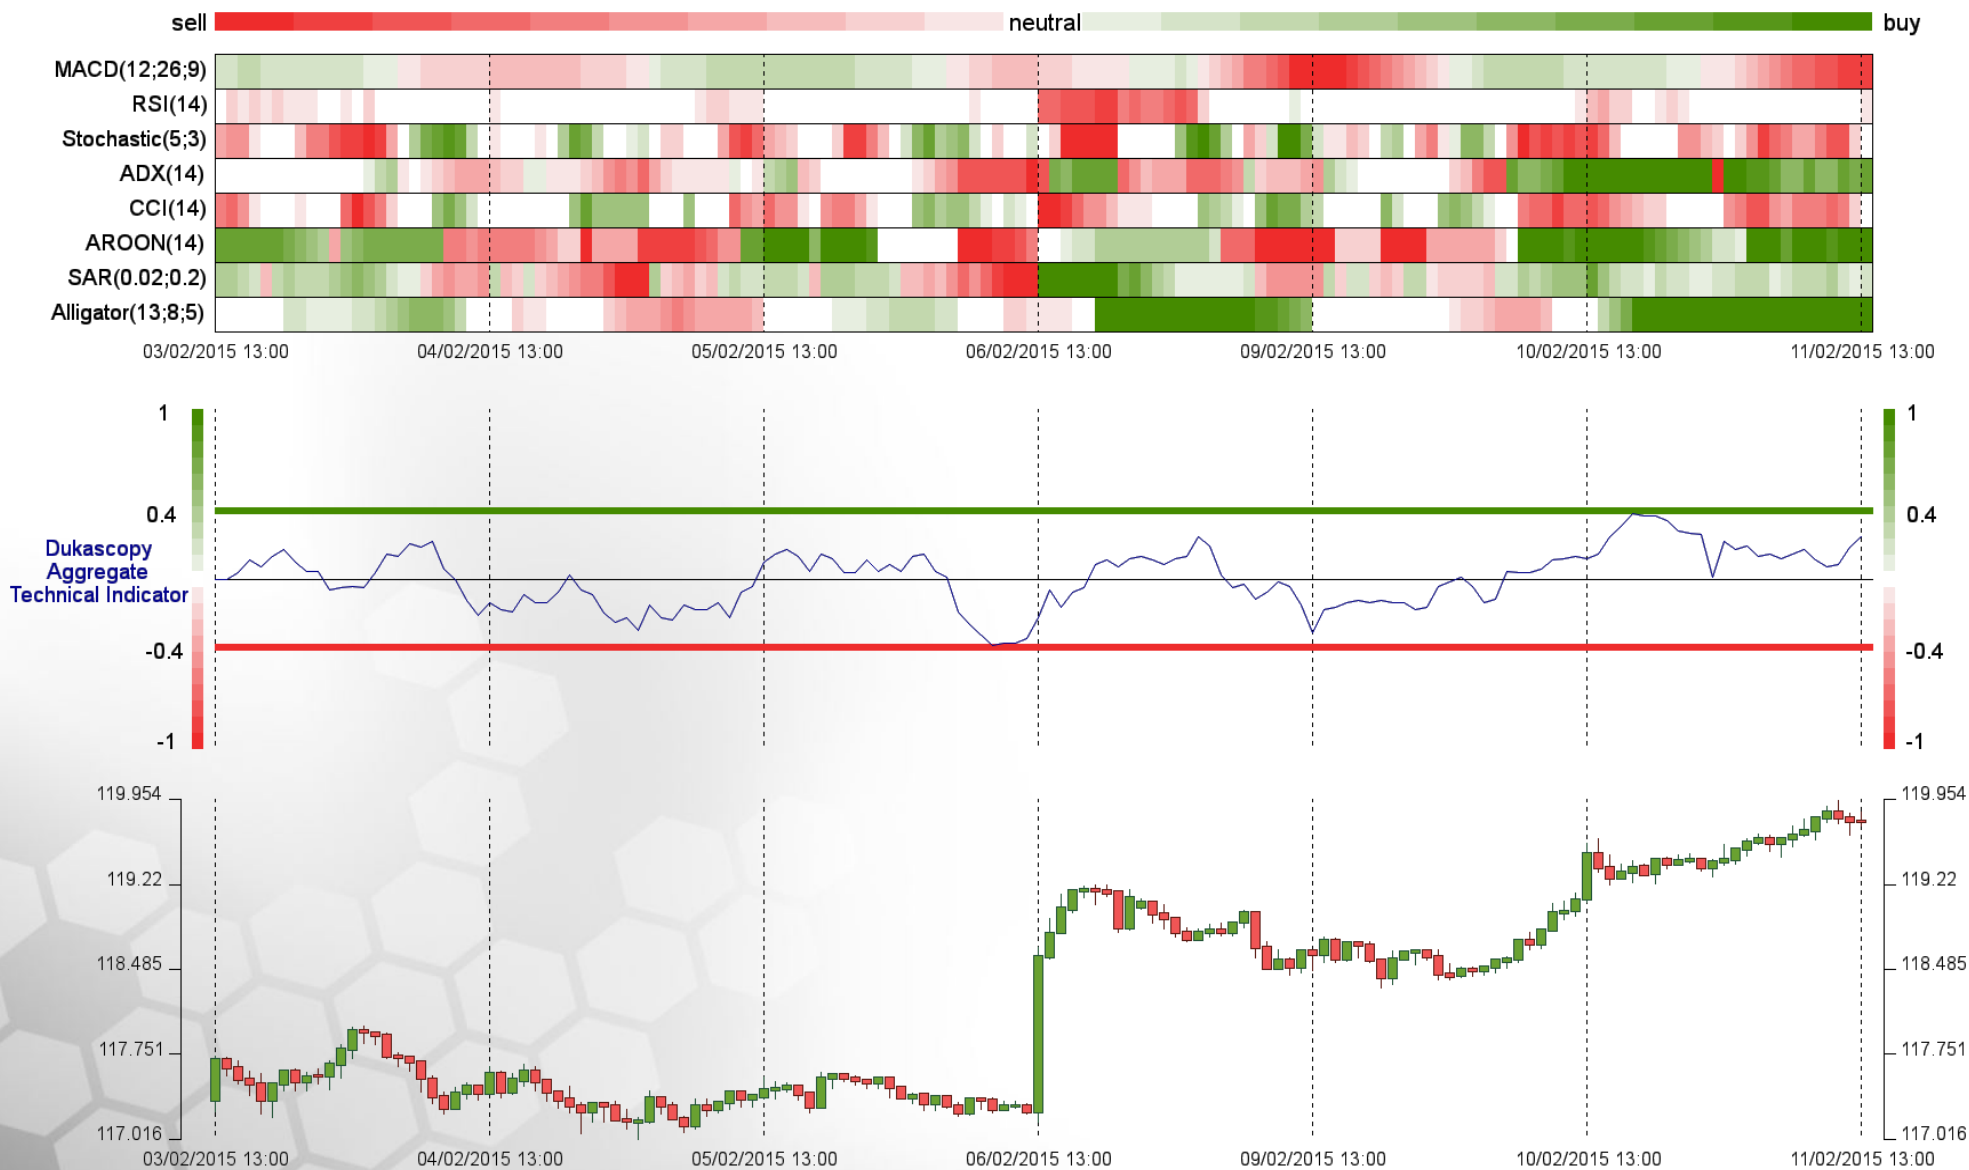 sell neutral buy
MACD(12;26;9)
RSI(14)
Stochastic(5;3)
ADX(14)
CCI(14)
AROON(14)
SAR(0.02;0.2)
Alligator(13;8;5)
03/02/2015 13:00 04/02/2015 13:00 05/02/2015 13:00 06/02/2015 13:00 09/02/2015 13:00 10/02/2015 13:00 11/02/2015 13:00
1 1
0.4 0.4
Dukascopy
Aggregate
Technical Indicator
-0.4 -0.4
-1 -1
119.954 119.954
119.22 119.22
118.485 118.485
117.751 117.751
117.016 117.016
03/02/2015 13:00 04/02/2015 13:00 05/02/2015 13:00 06/02/2015 13:00 09/02/2015 13:00 10/02/2015 13:00 11/02/2015 13:00